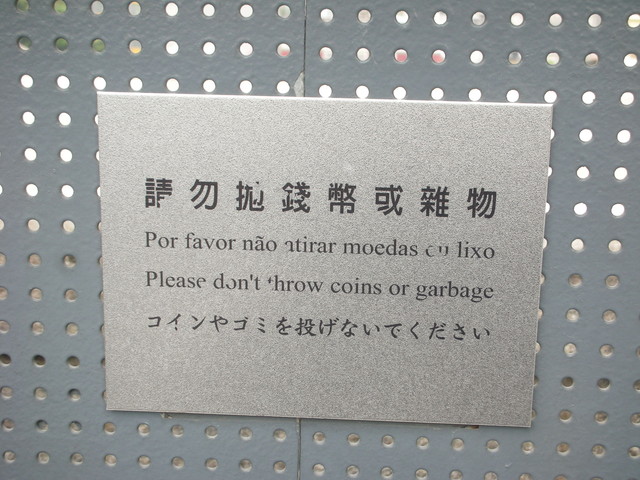 請勿拋錢幣或雜物
Por favor não atirar moedas ou lixo
Please don't throw coins or garbage
コインやゴミを投げないでください